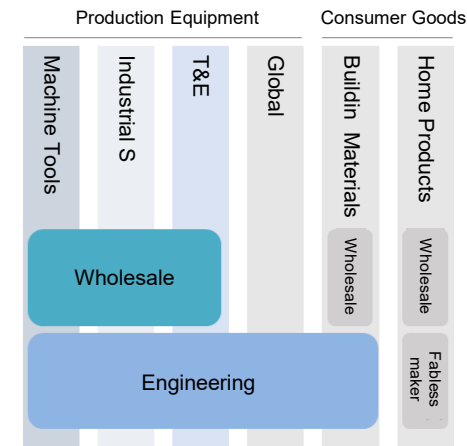 Production Equipment
Consumer Goods
Machine Tools
Industrial S
T&E
Global
Buildin Materials
Home Products
Wholesale
Wholesale
Wholesale
Engineering
Fabless
maker